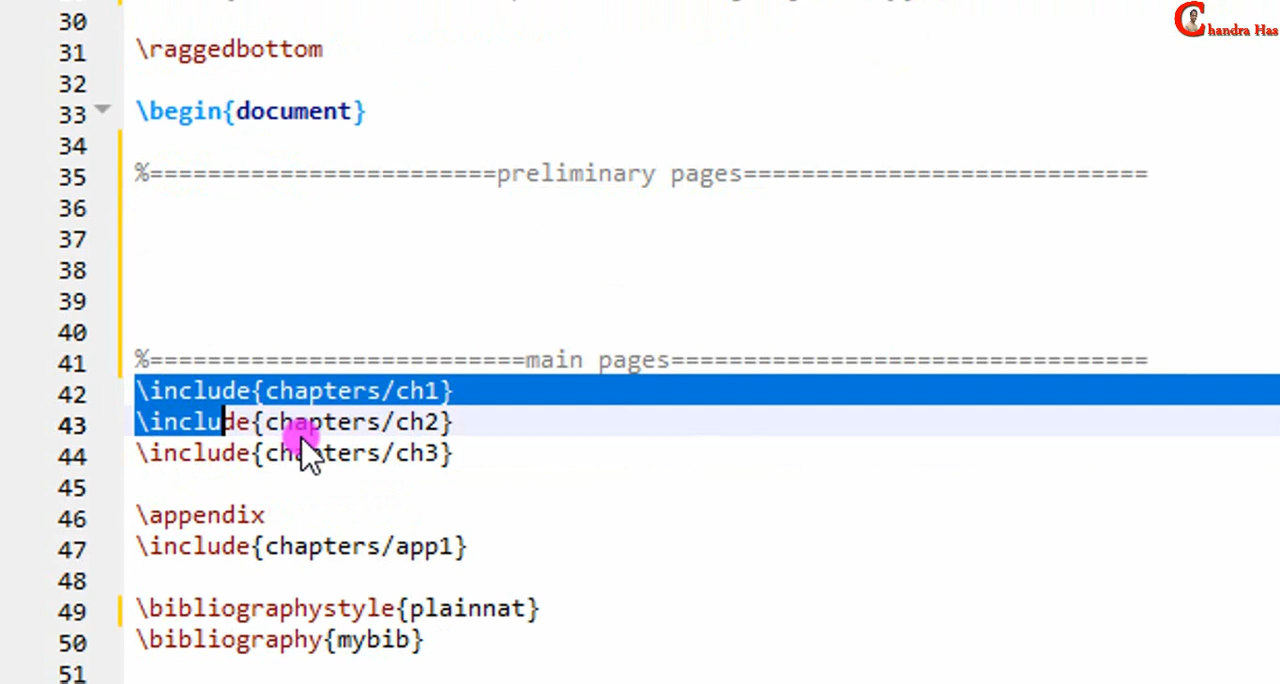 Chandra Has
30
31 \raggedbottom
32
33 \begin{document}
34
35 %========================preliminary pages============================
36
37
38
39
40
41 %==========================main pages=================================
42 \include{chapters/ch1}
43 \include{chapters/ch2}
44 \include{chapters/ch3}
45
46 \appendix
47 \include{chapters/app1}
48
49 \bibliographystyle{plainnat}
50 \bibliography{mybib}
51